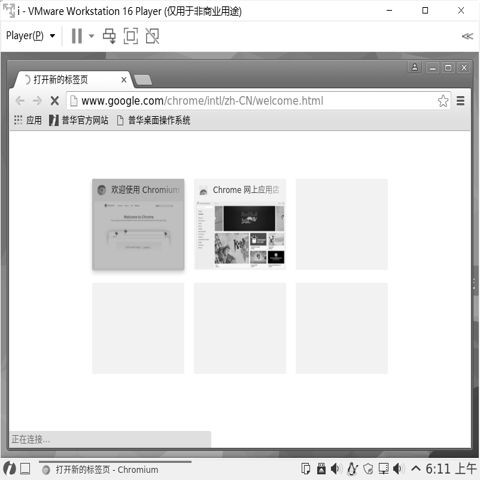 i - VMware Workstation 16 Player (仅用于非商业用途)
Player(P)
打开新的标签页
www.google.com/chrome/intl/zh-CN/welcome.html
应用 普华官方网站 普华桌面操作系统
欢迎使用 Chromium Chrome 网上应用店
Welcome to Chrome
正在连接...
打开新的标签页 - Chromium 6:11 上午